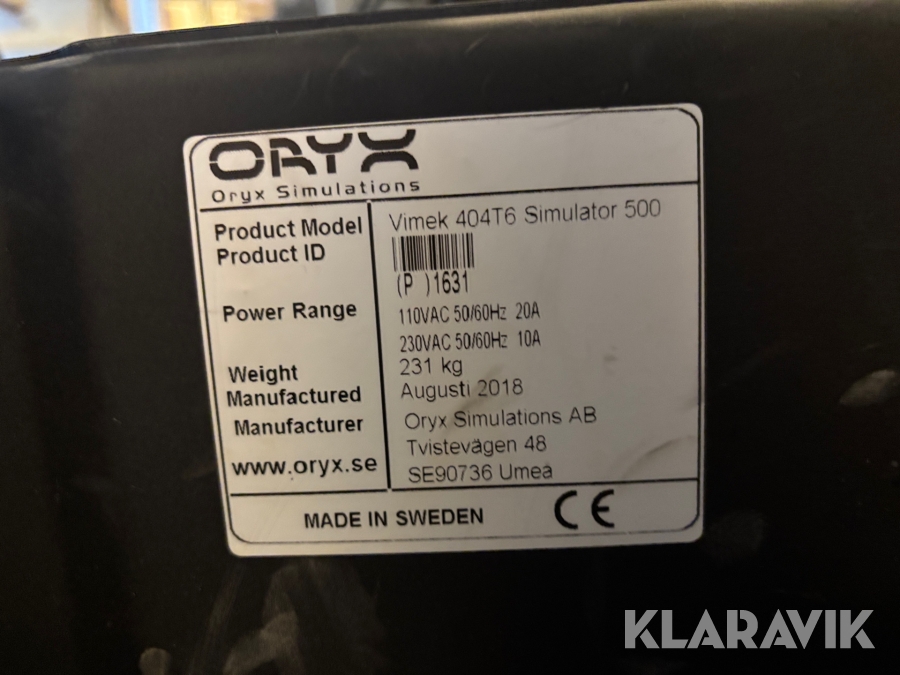 ORYX
Oryx Simulations
Product Model Vimek 404T6 Simulator 500
Product ID
(P )1631
Power Range 110VAC 50/60Hz 20A
230VAC 50/60Hz 10A
Weight 231 kg
Manufactured Augusti 2018
Manufacturer Oryx Simulations AB
Tvistevägen 48
www.oryx.se SE90736 Umeå
MADE IN SWEDEN CE
KLARAVIK